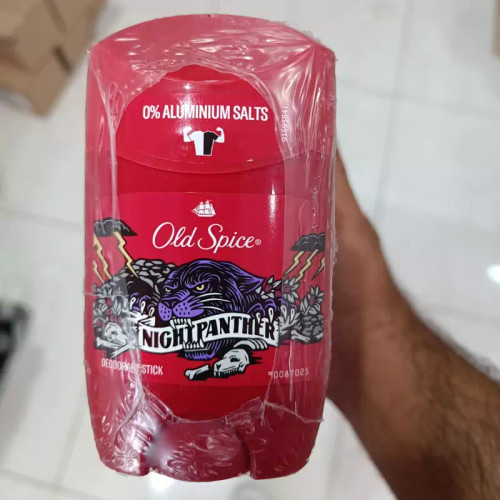 0% ALUMINIUM SALTS
Old Spice®
NIGHTPANTHER
DEODORANT STICK